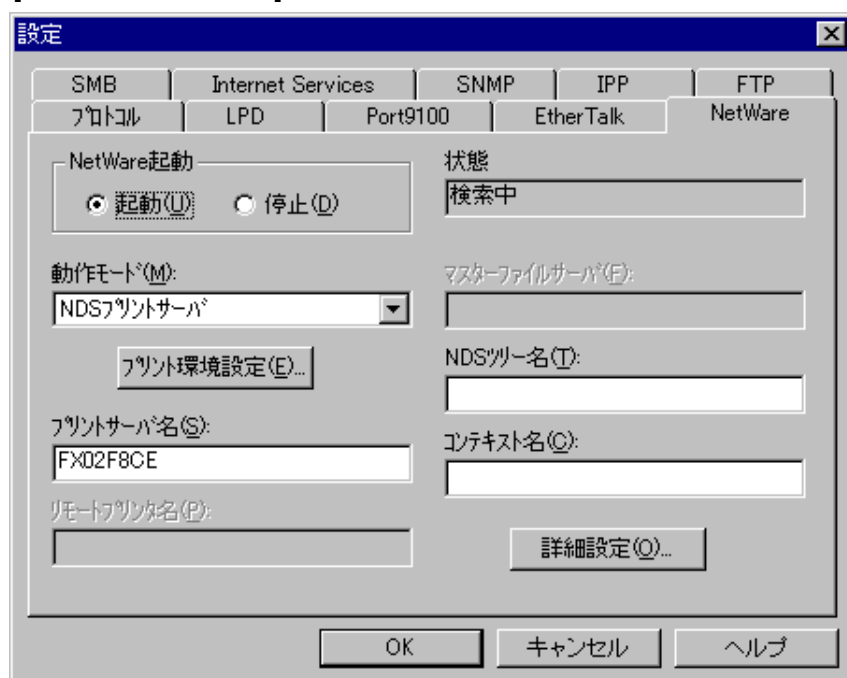 設定
SMB Internet Services SNMP IPP FTP
ﾌﾟﾛﾄｺﾙ LPD Port9100 EtherTalk NetWare
NetWare起動
起動(U) 停止(D)
状態
検索中
動作ﾓｰﾄﾞ(M):
NDSﾌﾟﾘﾝﾄｻｰﾊﾞ
ﾌﾟﾘﾝﾄ環境設定(E)...
ﾌﾟﾘﾝﾄｻｰﾊﾞ名(S):
FX02F8CE
ﾘﾓｰﾄﾌﾟﾘﾝﾀ名(P):
ﾏｽﾀｰﾌｧｲﾙｻｰﾊﾞ(F):
NDSﾂﾘｰ名(T):
ｺﾝﾃｷｽﾄ名(C):
詳細設定(O)...
OK キャンセル ヘルプ